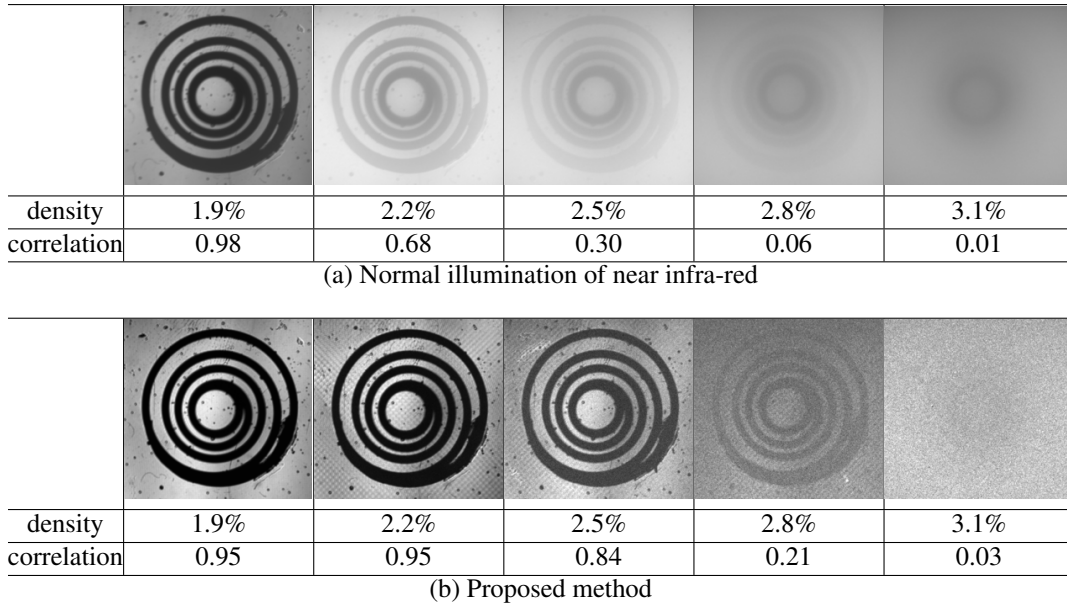 density 1.9% 2.2% 2.5% 2.8% 3.1%
correlation 0.98 0.68 0.30 0.06 0.01
(a) Normal illumination of near infra-red
density 1.9% 2.2% 2.5% 2.8% 3.1%
correlation 0.95 0.95 0.84 0.21 0.03
(b) Proposed method